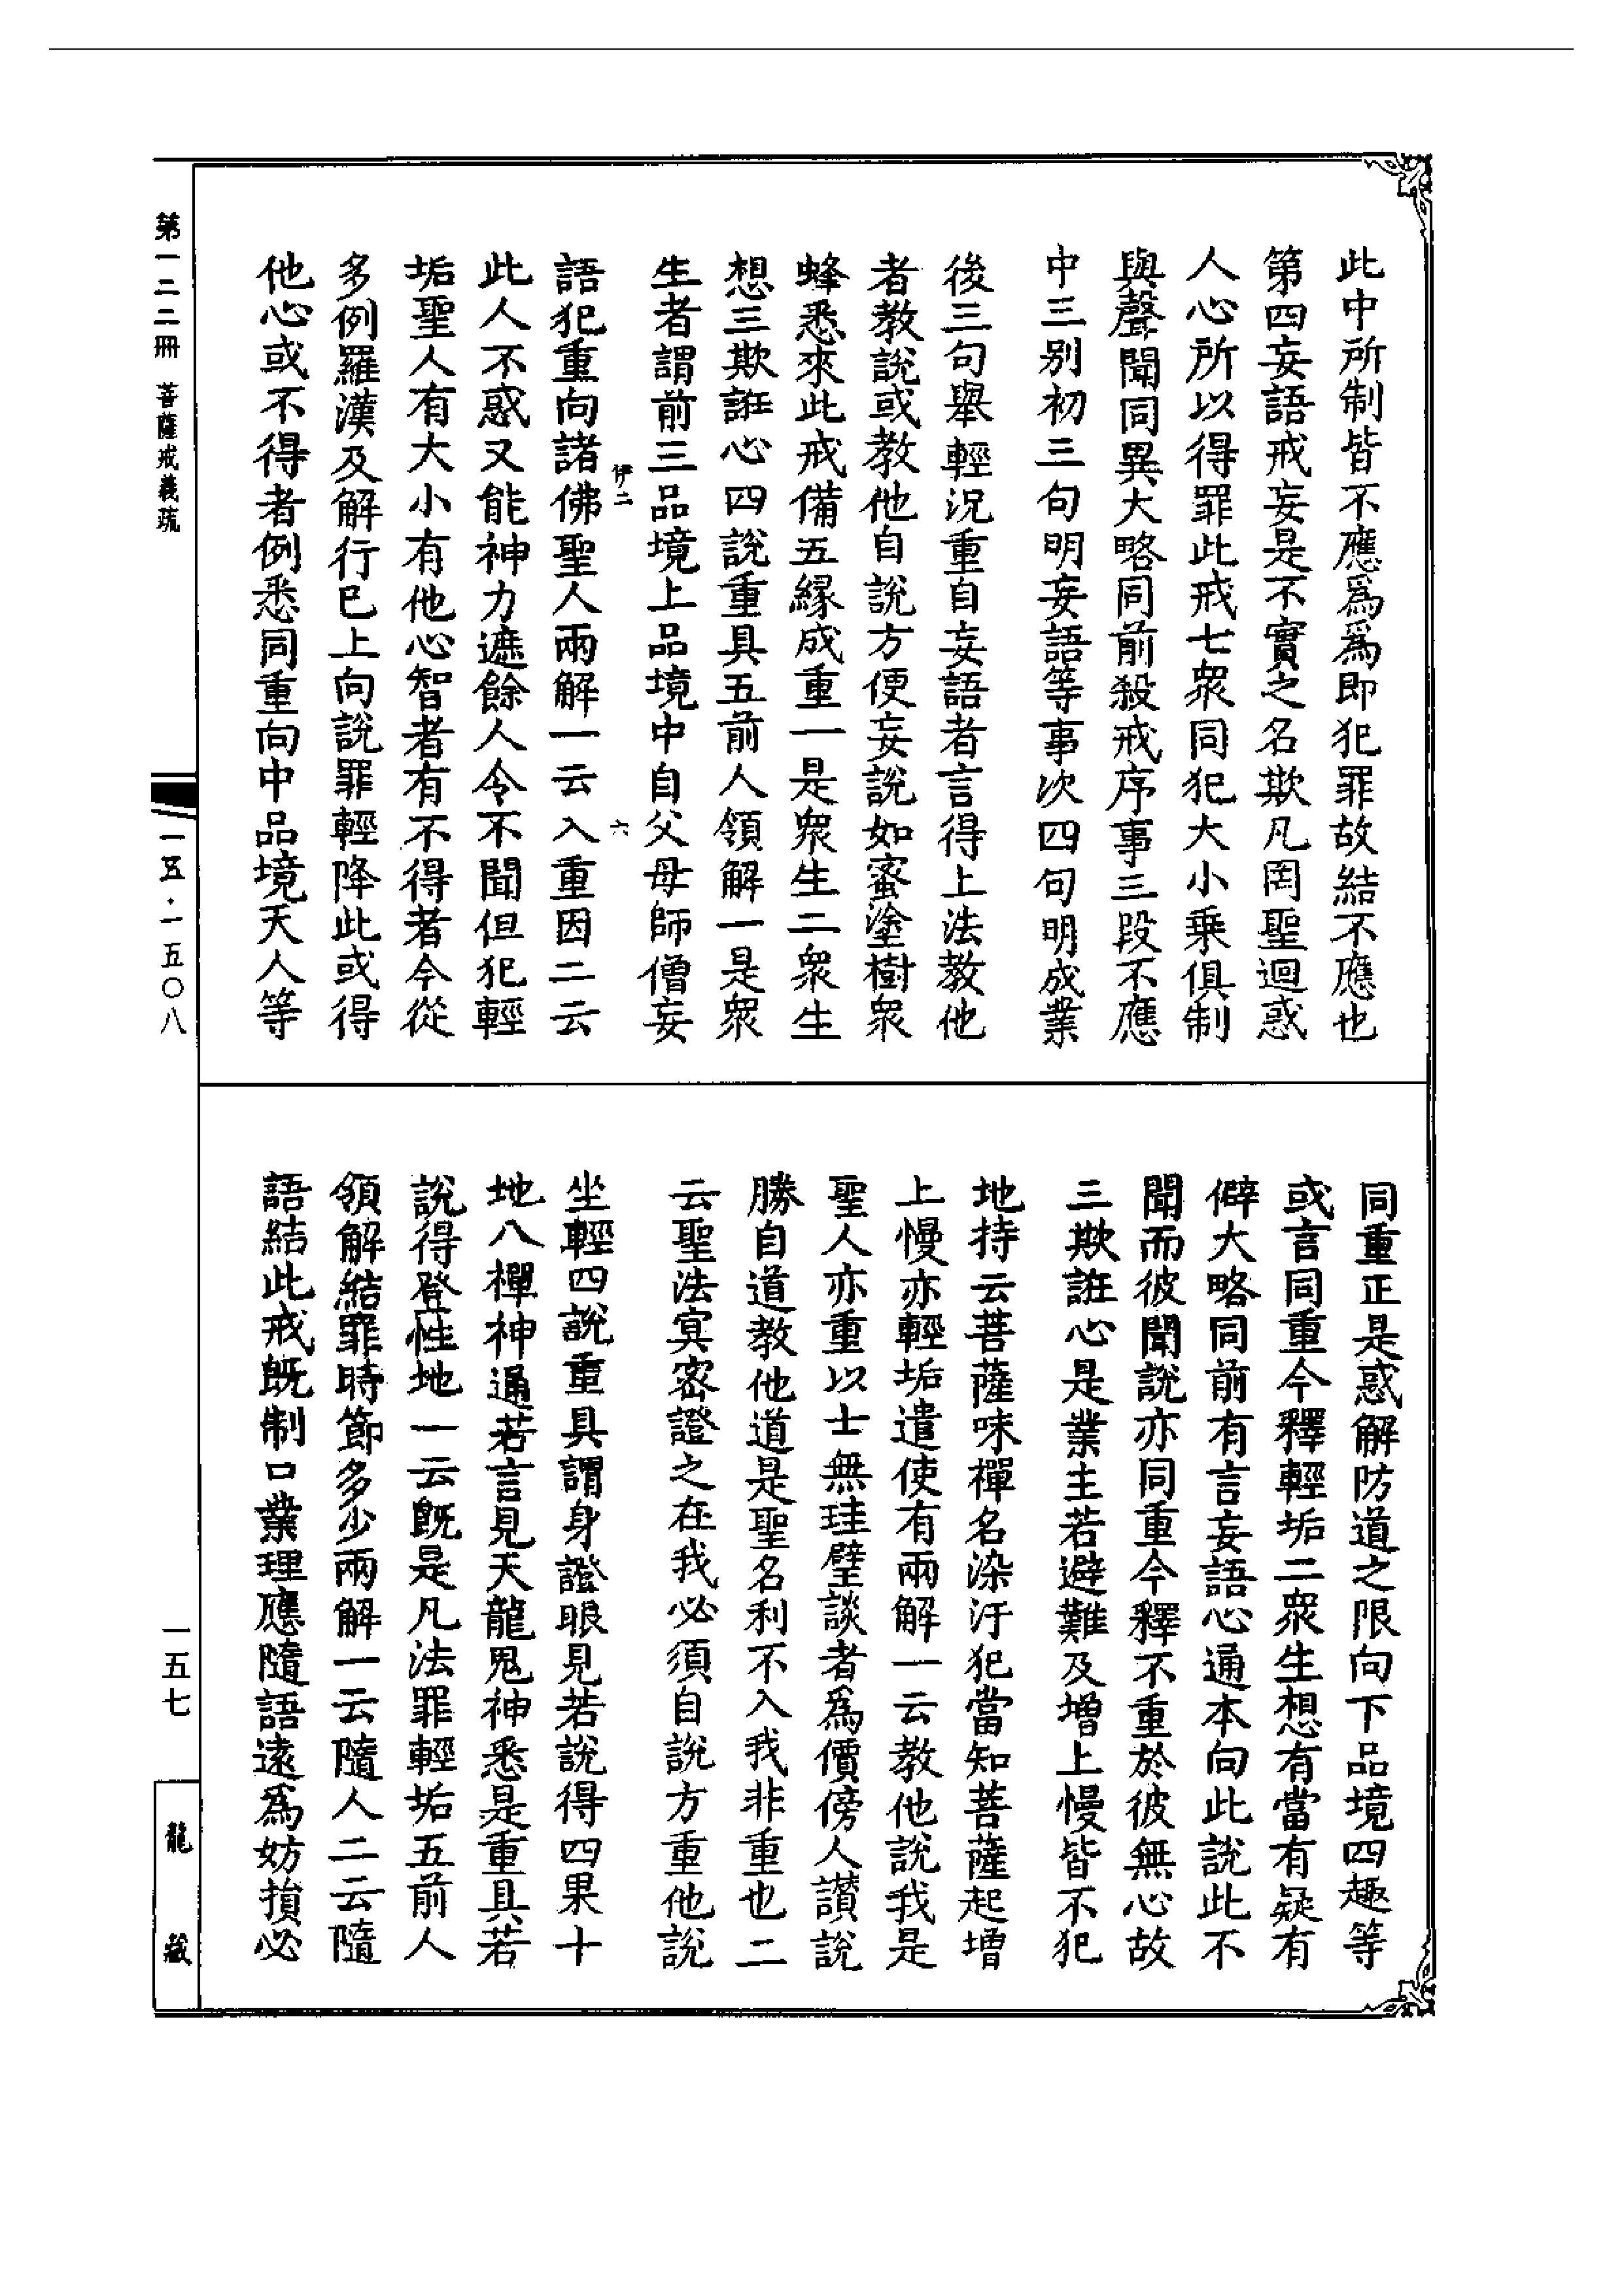 此中所制皆不應爲爲即犯罪故結不應也
第四妄語戒妄是不實之名欺凡罔聖迴惑
人心所以得罪此戒七衆同犯大小乘俱制
與聲聞同異大略同前殺戒序事三段不應
中三别初三句明妄語等事次四句明成業
後三句舉輕況重自妄語者言得上法教他
者教說或教他自說方便妄說如蜜塗樹衆
蜂悉來此戒備五緣成重一是衆生二衆生
想三欺誑心四說重具五前人領解一是衆
生者謂前三品境上品境中自父母師僧妄
伊二
六
語犯重向諸佛聖人兩解一云入重因二云
此人不惑又能神力遮餘人令不聞但犯輕
垢聖人有大小有他心智者有不得者今從
多例羅漢及解行已上向說罪輕降此或得
他心或不得者例悉同重向中品境天人等
同重正是惑解防道之限向下品境四趣等
或言同重今釋輕垢二衆生想有當有疑有
僻大略同前有言妄語心通本向此說此不
聞而彼聞說亦同重今釋不重於彼無心故
三欺誑心是業主若避難及增上慢皆不犯
地持云菩薩味禪名染汙犯當知菩薩起增
上慢亦輕垢遣使有兩解一云教他說我是
聖人亦重以士無珪璧談者爲價傍人讃說
勝自道教他道是聖名利不入我非重也二
云聖法寞密證之在我必須自說方重他說
坐輕四說重具謂身證眼見若說得四果十
地八禪神通若言見天龍鬼神悉是重具若
說得登性地一云旣是凡法罪輕垢五前人
領解結罪時節多少兩解一云隨人二云隨
語結此戒旣制口業理應隨語遠爲妨損必
第一二二冊 菩薩戒義疏
一五·一五〇八
一五七
龍藏